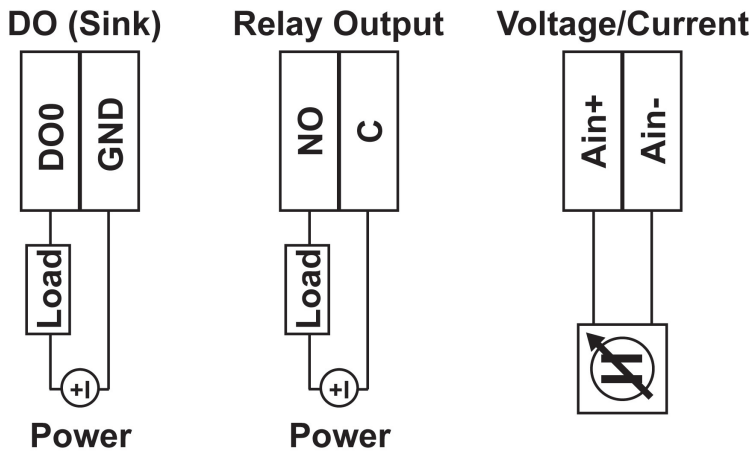 DO (Sink)
DO0
GND
Load
+
Power
Relay Output
NO
C
Load
+
Power
Voltage/Current
Ain+
Ain-